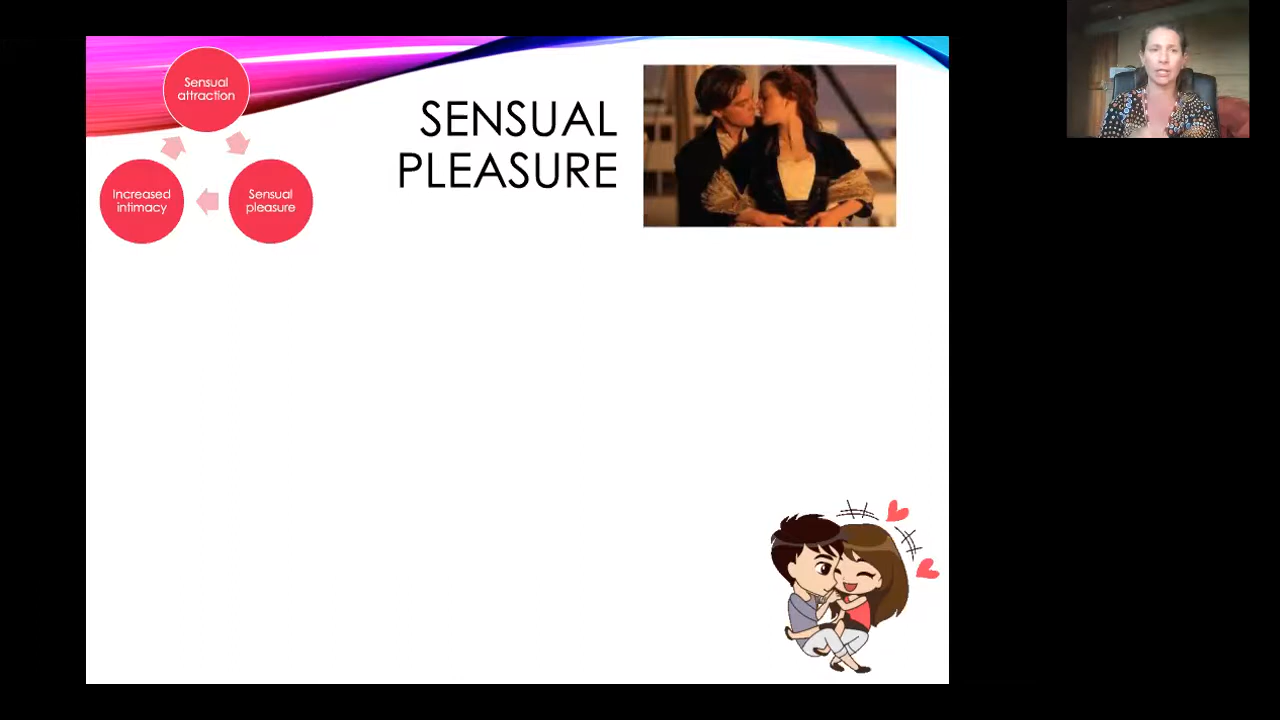 Sensual
attraction
Increased
intimacy
Sensual
pleasure
SENSUAL
PLEASURE